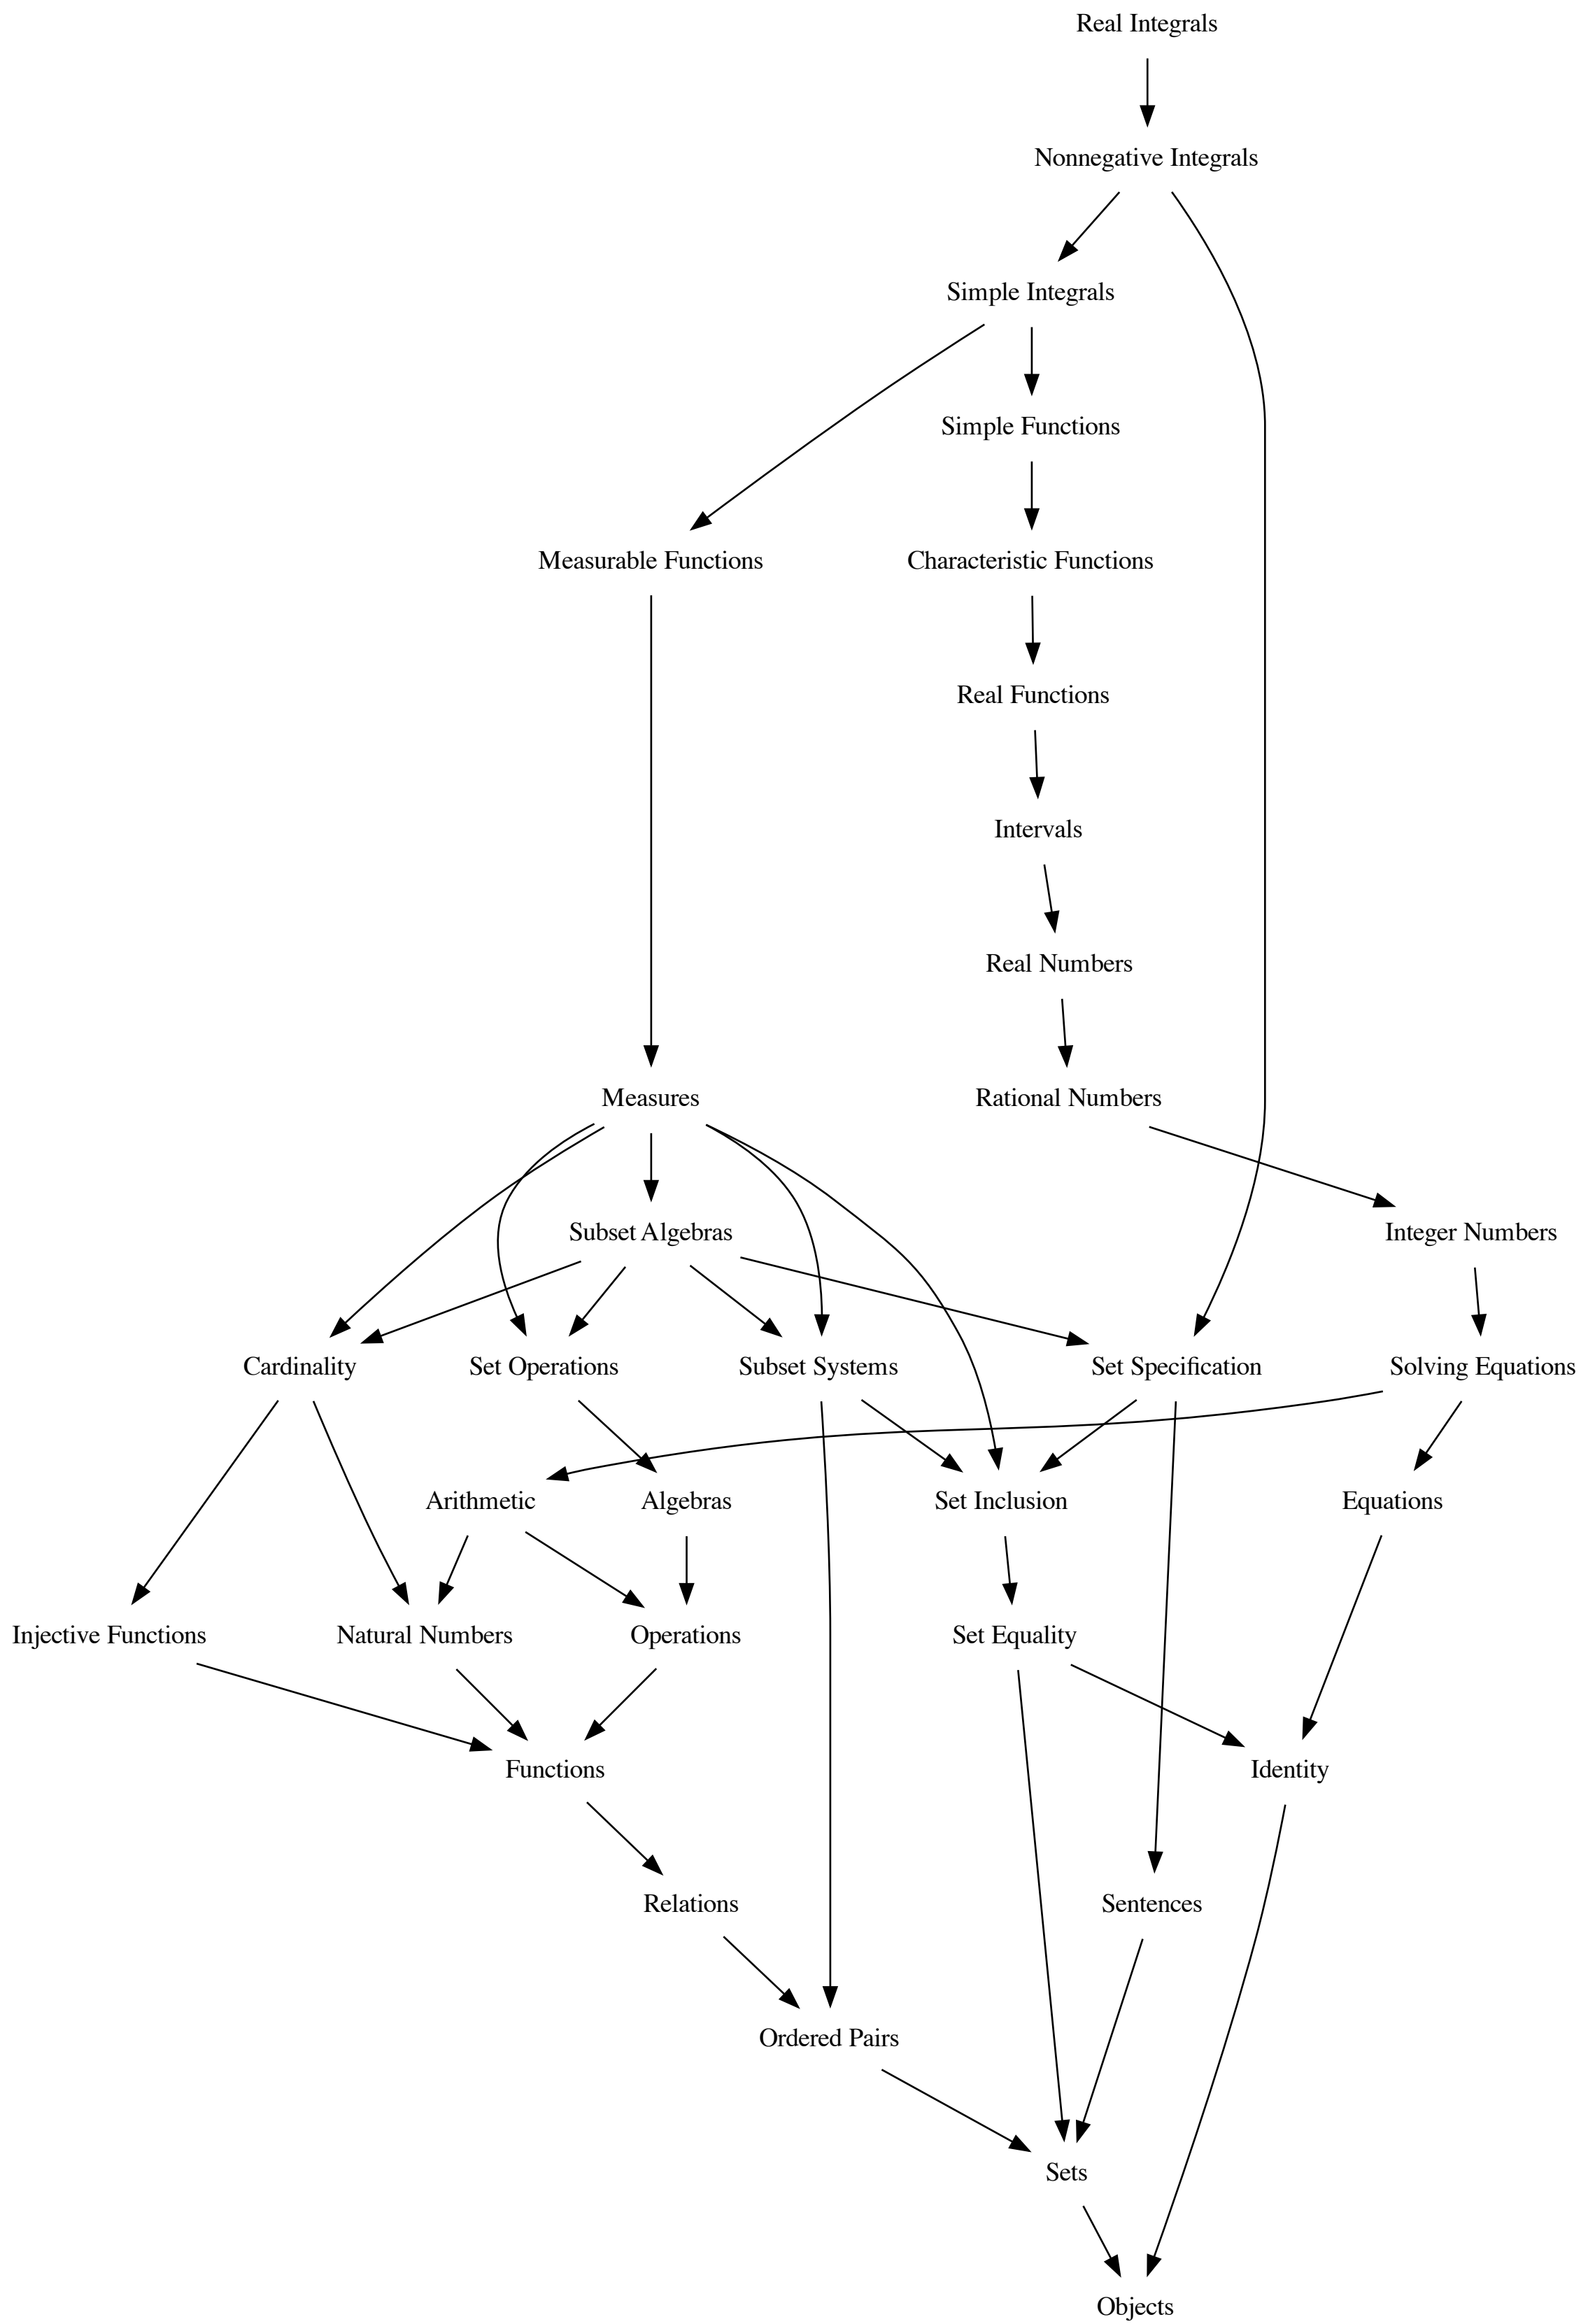 Real Integrals
Nonnegative Integrals
Simple Integrals
Simple Functions
Measurable Functions
Characteristic Functions
Real Functions
Intervals
Real Numbers
Measures
Rational Numbers
Subset Algebras
Integer Numbers
Cardinality
Set Operations
Subset Systems
Set Specification
Solving Equations
Arithmetic
Algebras
Set Inclusion
Equations
Injective Functions
Natural Numbers
Operations
Set Equality
Functions
Identity
Relations
Sentences
Ordered Pairs
Sets
Objects